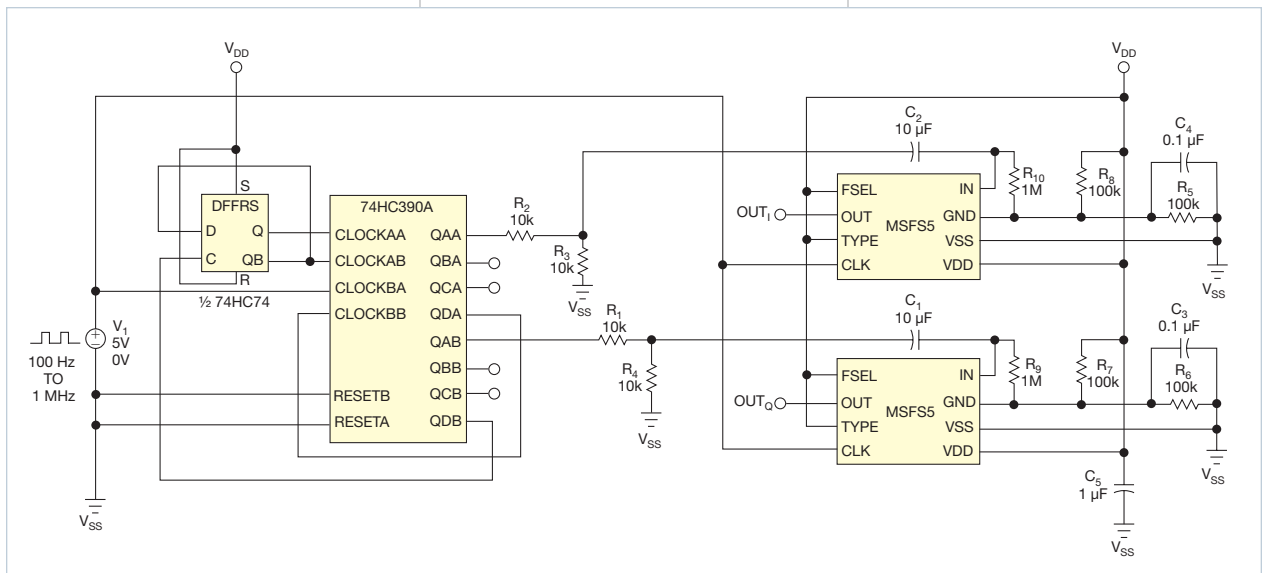 VDD
VDD
C2
10 µF
C4
0.1 µF
S
DFFRS
D
Q
C
QB
R
½ 74HC74
74HC390A
CLOCKAA
CLOCKAB
CLOCKBA
CLOCKBB
RESETB
RESETA
QAA
QBA
QCA
QDA
QAB
QBB
QCB
QDB
R2
10k
R3
10k
VSS
R1
10k
R4
10k
VSS
V1
5V
0V
100 Hz
TO
1 MHz
VSS
OUTI
FSEL
OUT
TYPE
CLK
MSFS5
IN
GND
VSS
VDD
R10
1M
R8
100k
R5
100k
VSS
C1
10 µF
C3
0.1 µF
OUTQ
FSEL
OUT
TYPE
CLK
MSFS5
IN
GND
VSS
VDD
R9
1M
R7
100k
R6
100k
VSS
C5
1 µF
VSS